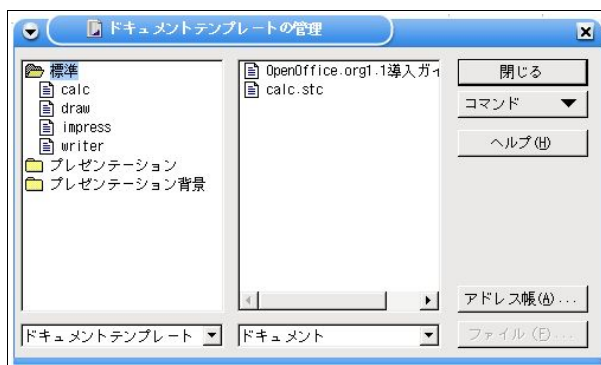 ドキュメントテンプレートの管理
標準
calc
draw
impress
writer
プレゼンテーション
プレゼンテーション背景
OpenOffice.org1.1導入ガイ
calc.stc
閉じる
コマンド
ヘルプ(H)
アドレス帳(A)...
ファイル(F)...
ドキュメントテンプレート
ドキュメント